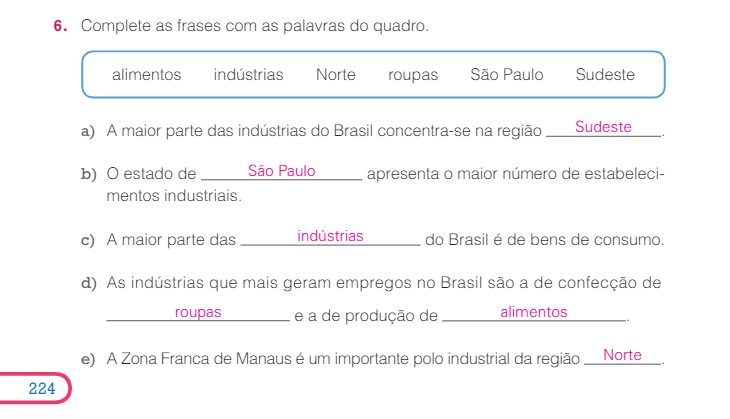 6. Complete as frases com as palavras do quadro.
alimentos indústrias Norte roupas São Paulo Sudeste
a) A maior parte das indústrias do Brasil concentra-se na região Sudeste.
b) O estado de São Paulo apresenta o maior número de estabeleci-
mentos industriais.
c) A maior parte das indústrias do Brasil é de bens de consumo.
d) As indústrias que mais geram empregos no Brasil são a de confecção de
roupas e a de produção de alimentos.
e) A Zona Franca de Manaus é um importante polo industrial da região Norte.
224